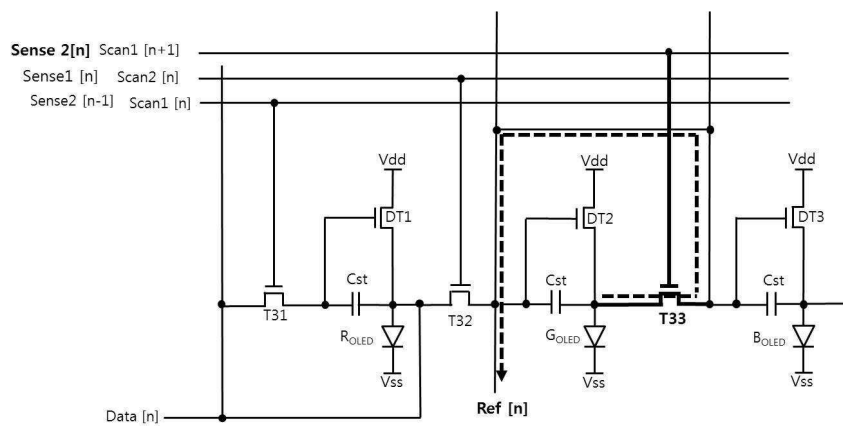 Sense 2[n] Scan1 [n+1]
Sense1 [n] Scan2 [n]
Sense2 [n-1] Scan1 [n]
Vdd Vdd Vdd
DT1 DT2 DT3
Cst Cst Cst
T31 T32 T33
ROLED GOLED BOLED
Vss Vss Vss
Data [n] Ref [n]